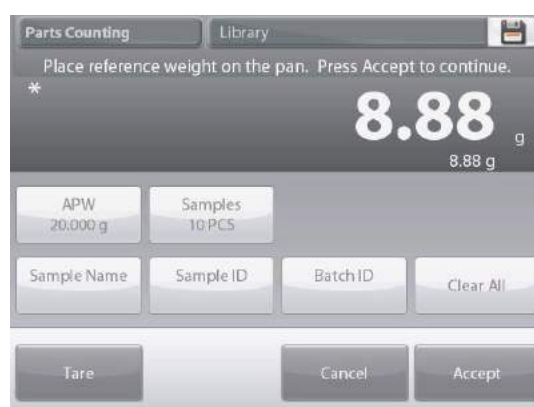 Parts Counting Library
Place reference weight on the pan. Press Accept to continue.
*
8.88 g
8.88 g
APW Samples
20.000 g 10 PCS
Sample Name Sample ID Batch ID Clear All
Tare Cancel Accept